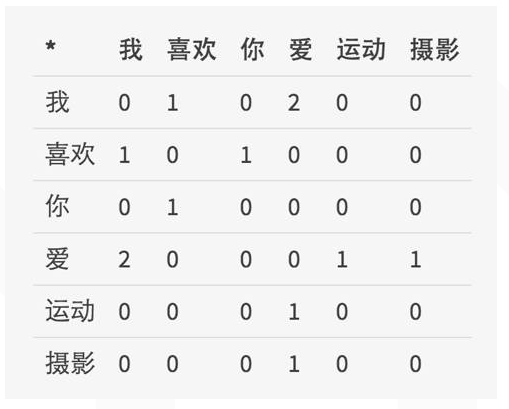 * 我 喜欢 你 爱 运动 摄影
我 0 1 0 2 0 0
喜欢 1 0 1 0 0 0
你 0 1 0 0 0 0
爱 2 0 0 0 1 1
运动 0 0 0 1 0 0
摄影 0 0 0 1 0 0